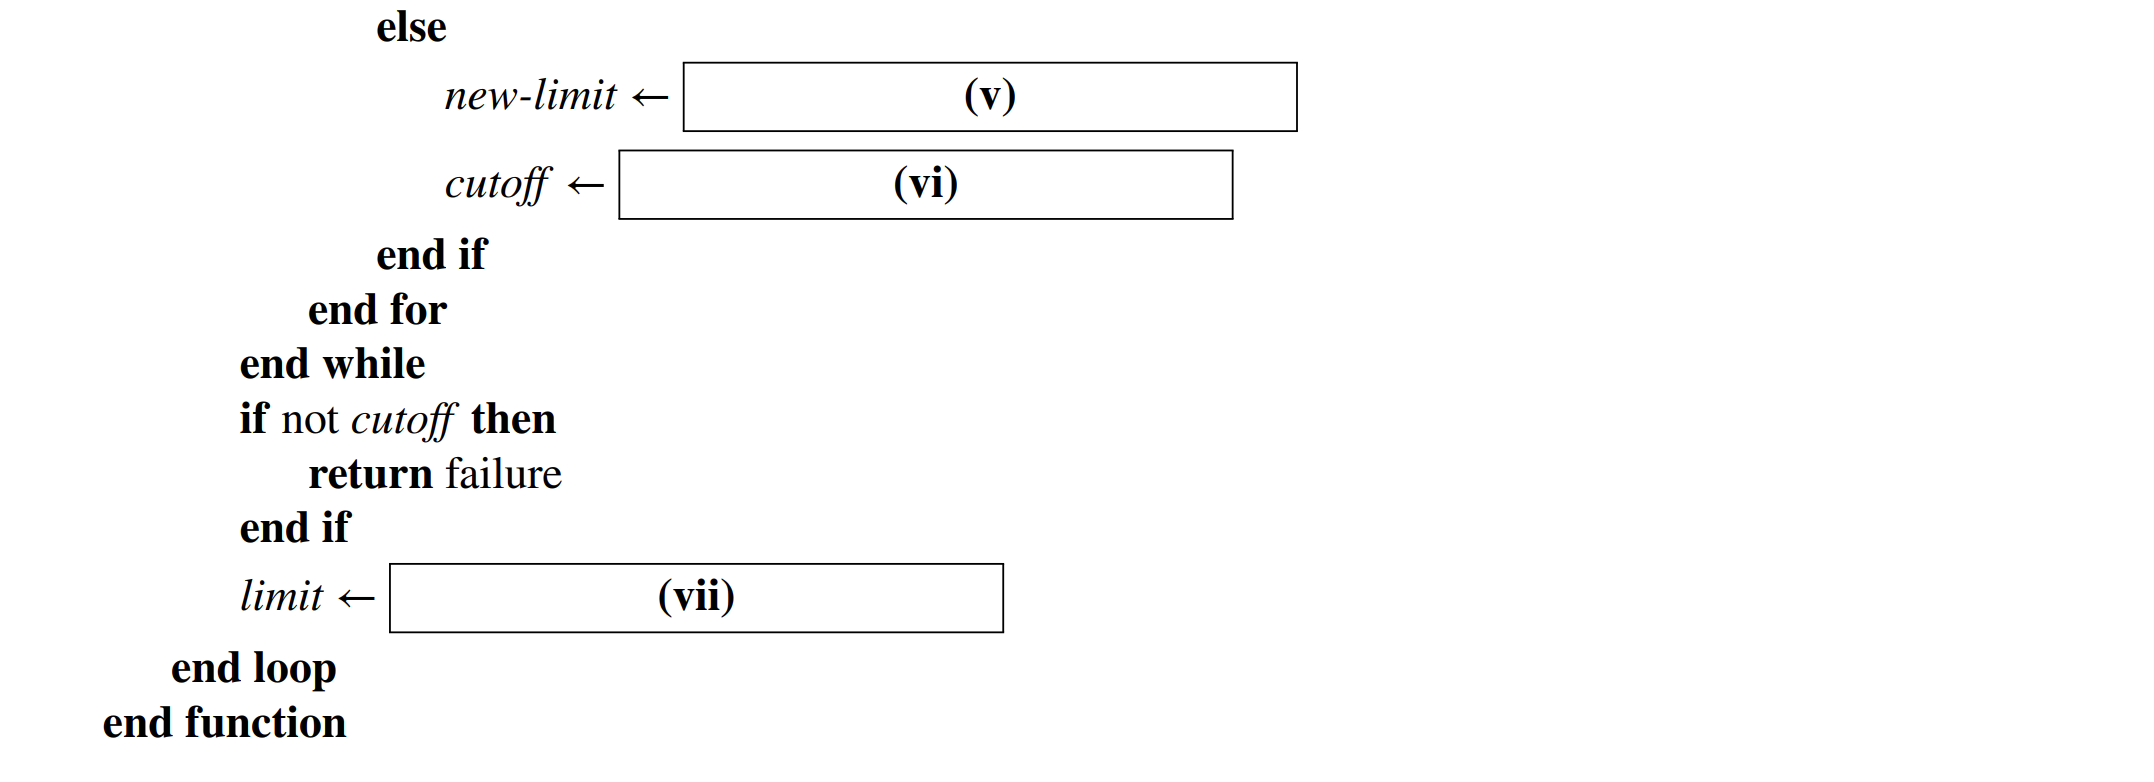 else
new-limit ← (v)
cutoff ← (vi)
end if
end for
end while
if not cutoff then
return failure
end if
limit ← (vii)
end loop
end function